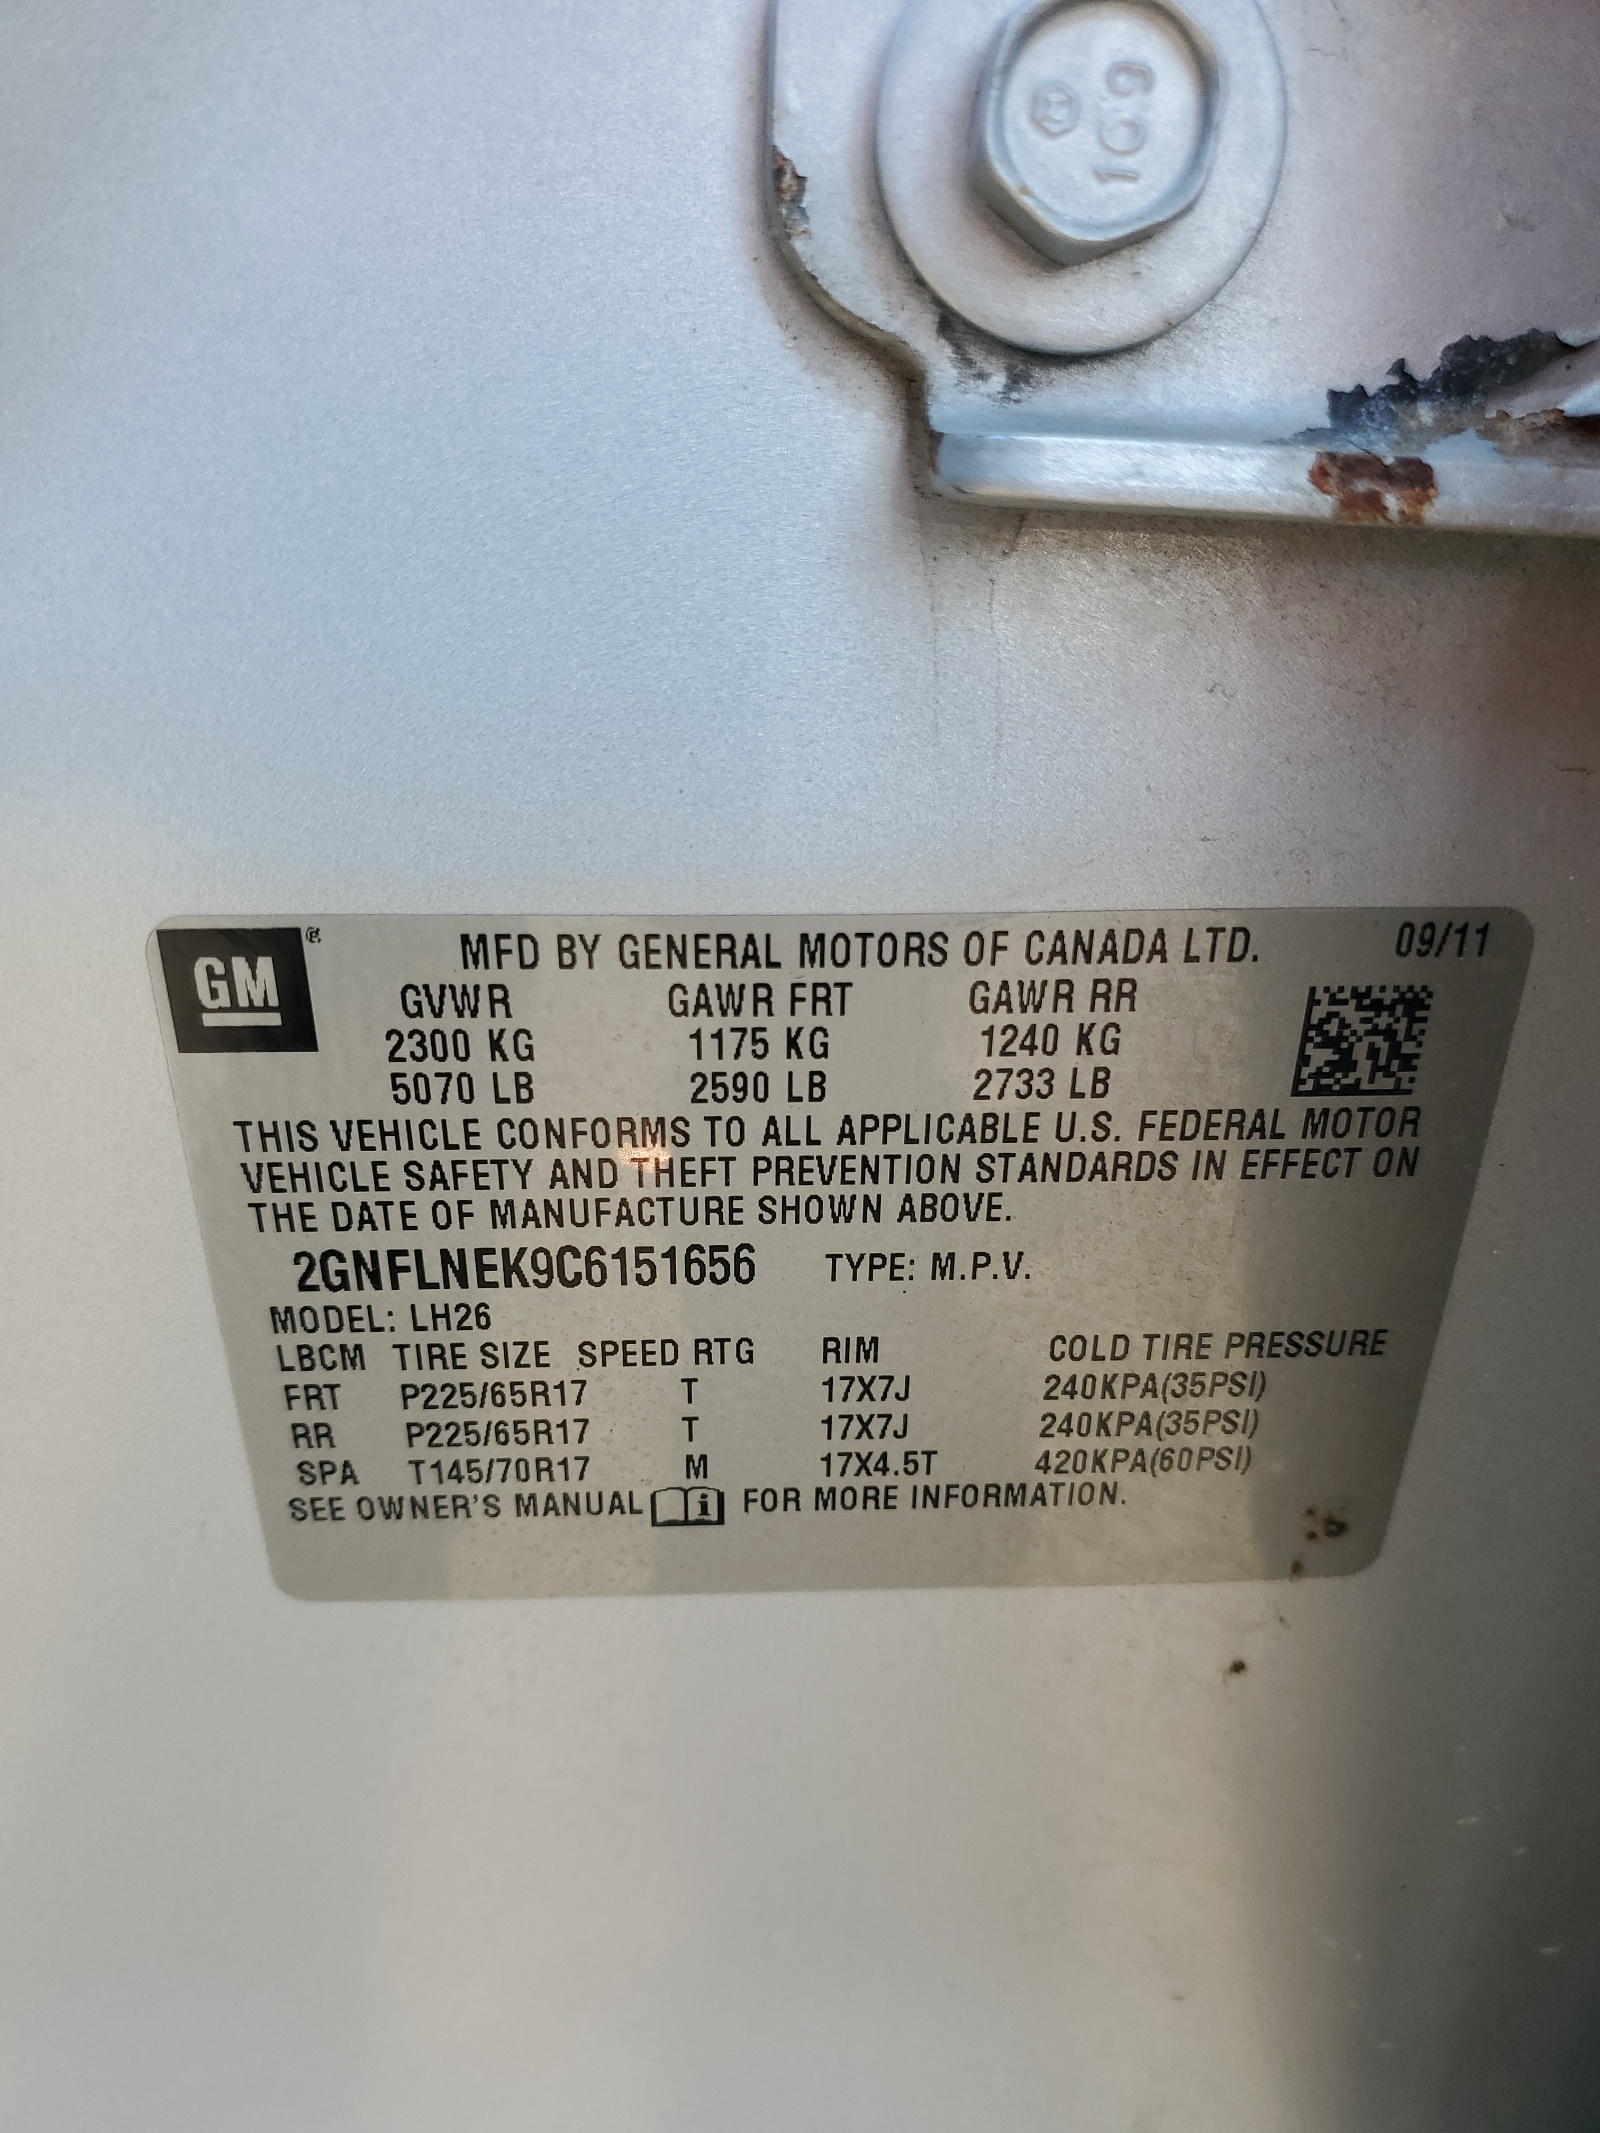 169
GM
MFD BY GENERAL MOTORS OF CANADA LTD. 09/11
GVWR GAWR FRT GAWR RR
2300 KG 1175 KG 1240 KG
5070 LB 2590 LB 2733 LB
THIS VEHICLE CONFORMS TO ALL APPLICABLE U.S. FEDERAL MOTOR
VEHICLE SAFETY AND THEFT PREVENTION STANDARDS IN EFFECT ON
THE DATE OF MANUFACTURE SHOWN ABOVE.
2GNFLNEK9C6151656 TYPE: M.P.V.
MODEL: LH26
LBCM TIRE SIZE SPEED RTG RIM COLD TIRE PRESSURE
FRT P225/65R17 T 17X7J 240KPA(35PSI)
RR P225/65R17 T 17X7J 240KPA(35PSI)
SPA T145/70R17 M 17X4.5T 420KPA(60PSI)
SEE OWNER'S MANUAL i FOR MORE INFORMATION.